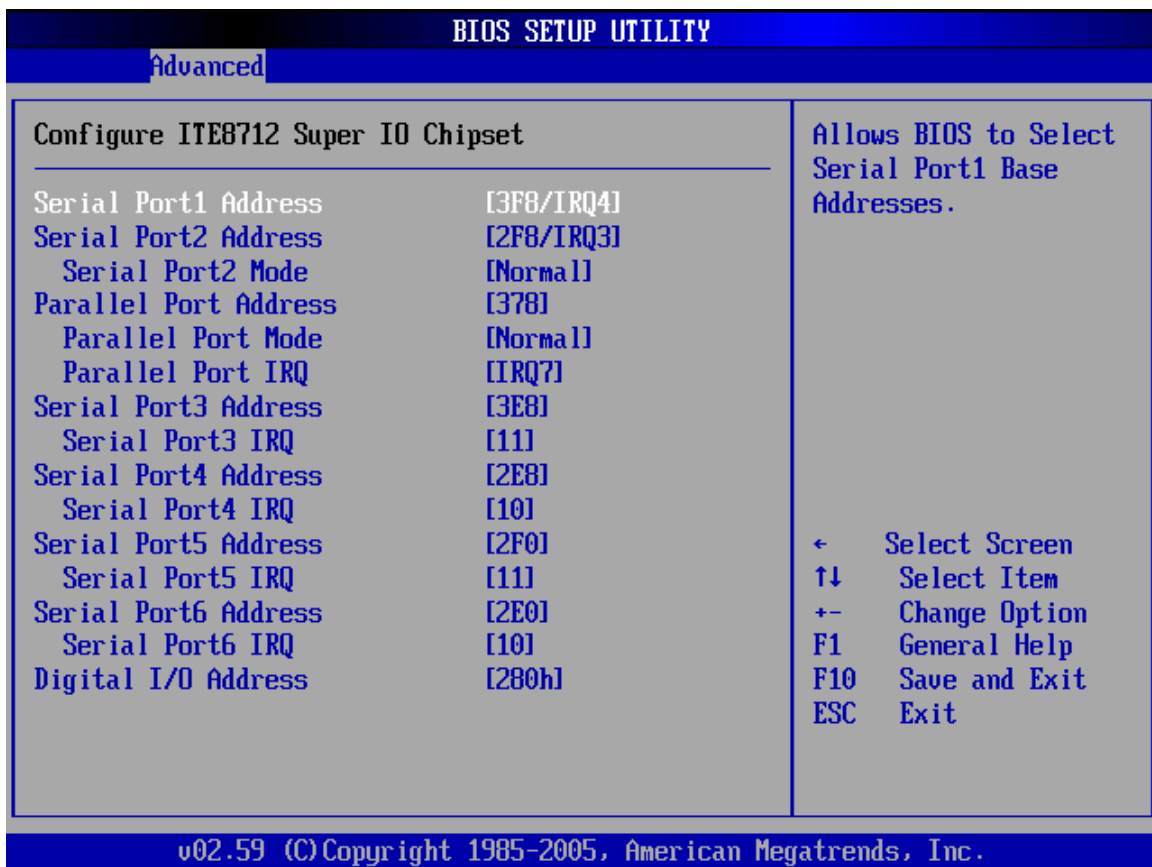 BIOS SETUP UTILITY
Advanced
Configure ITE8712 Super IO Chipset
Serial Port1 Address [3F8/IRQ4]
Serial Port2 Address [2F8/IRQ3]
Serial Port2 Mode [Normal]
Parallel Port Address [378]
Parallel Port Mode [Normal]
Parallel Port IRQ [IRQ7]
Serial Port3 Address [3E8]
Serial Port3 IRQ [11]
Serial Port4 Address [2E8]
Serial Port4 IRQ [10]
Serial Port5 Address [2F0]
Serial Port5 IRQ [11]
Serial Port6 Address [2E0]
Serial Port6 IRQ [10]
Digital I/O Address [280h]
Allows BIOS to Select
Serial Port1 Base
Addresses.
← Select Screen
↑↓ Select Item
+- Change Option
F1 General Help
F10 Save and Exit
ESC Exit
v02.59 (C)Copyright 1985-2005, American Megatrends, Inc.